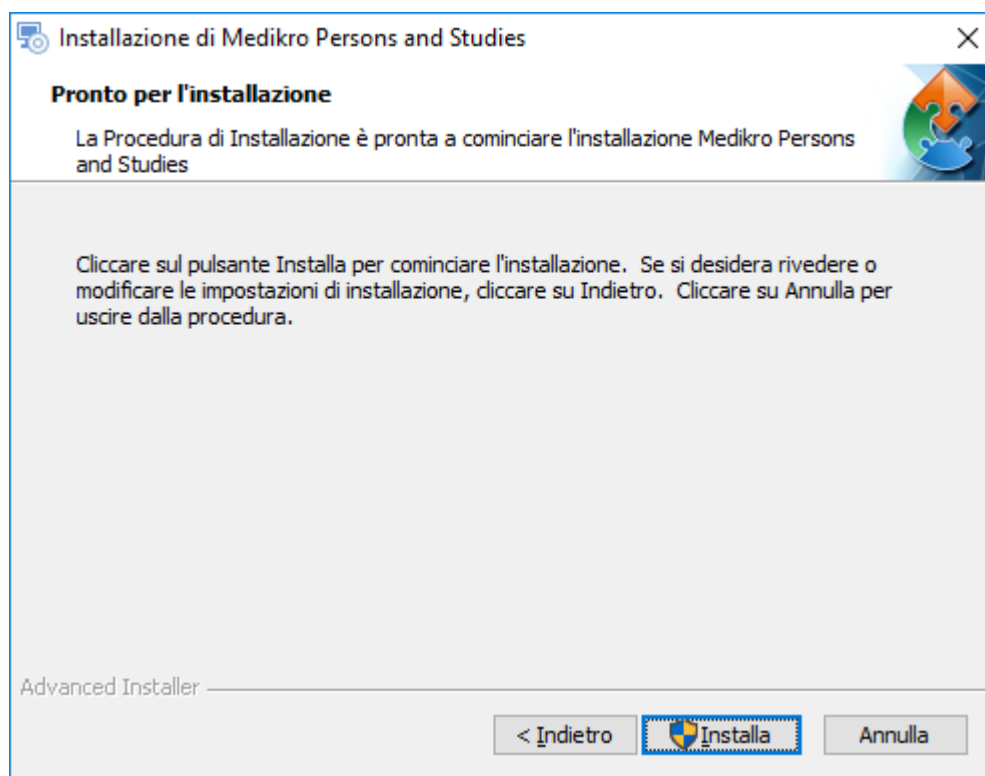 Installazione di Medikro Persons and Studies
Pronto per l'installazione
La Procedura di Installazione è pronta a cominciare l'installazione Medikro Persons
and Studies
Cliccare sul pulsante Installa per cominciare l'installazione.  Se si desidera rivedere o
modificare le impostazioni di installazione, cliccare su Indietro.  Cliccare su Annulla per
uscire dalla procedura.
Advanced Installer
< Indietro
Installa
Annulla